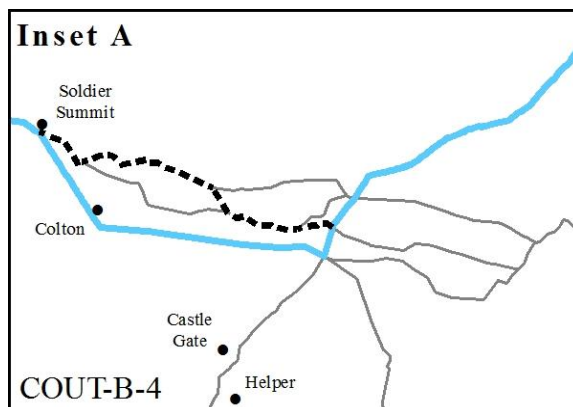 Inset A
Soldier
Summit
Colton
Castle
Gate
Helper
COUT-B-4